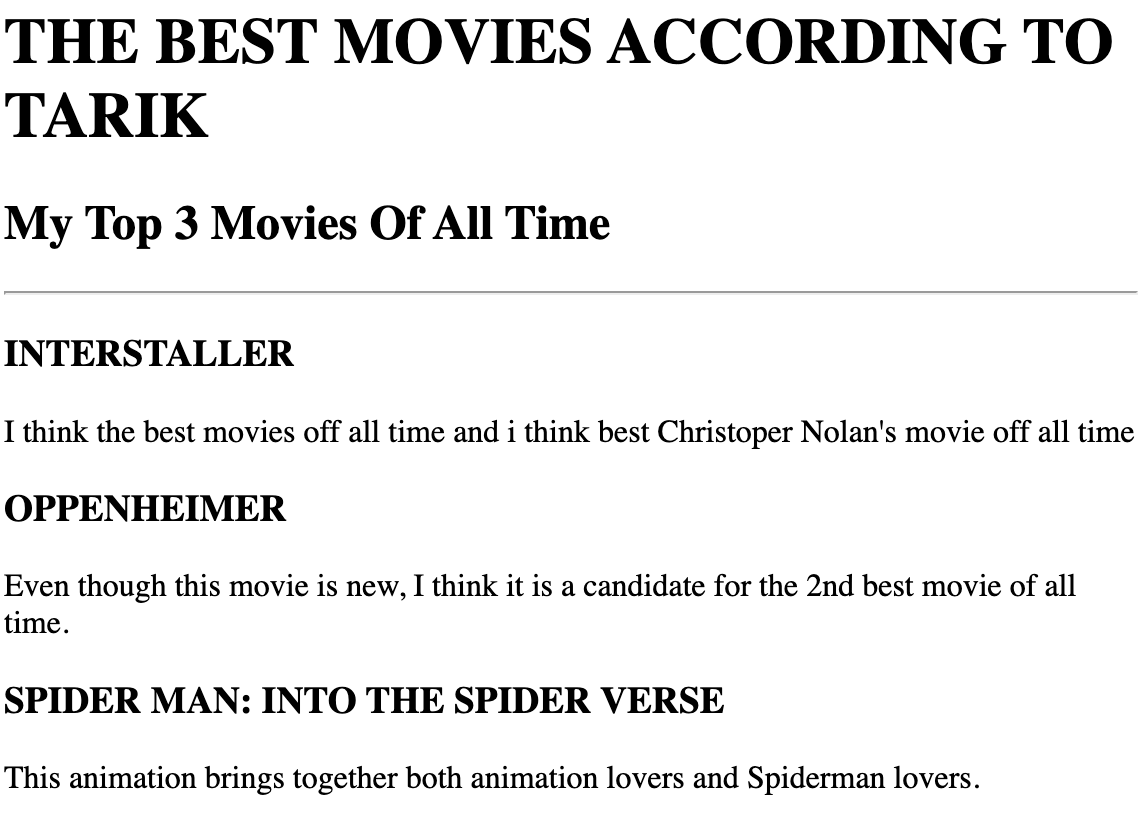 THE BEST MOVIES ACCORDING TO
TARIK
My Top 3 Movies Of All Time
INTERSTALLER
I think the best movies off all time and i think best Christoper Nolan's movie off all time
OPPENHEIMER
Even though this movie is new, I think it is a candidate for the 2nd best movie of all
time.
SPIDER MAN: INTO THE SPIDER VERSE
This animation brings together both animation lovers and Spiderman lovers.